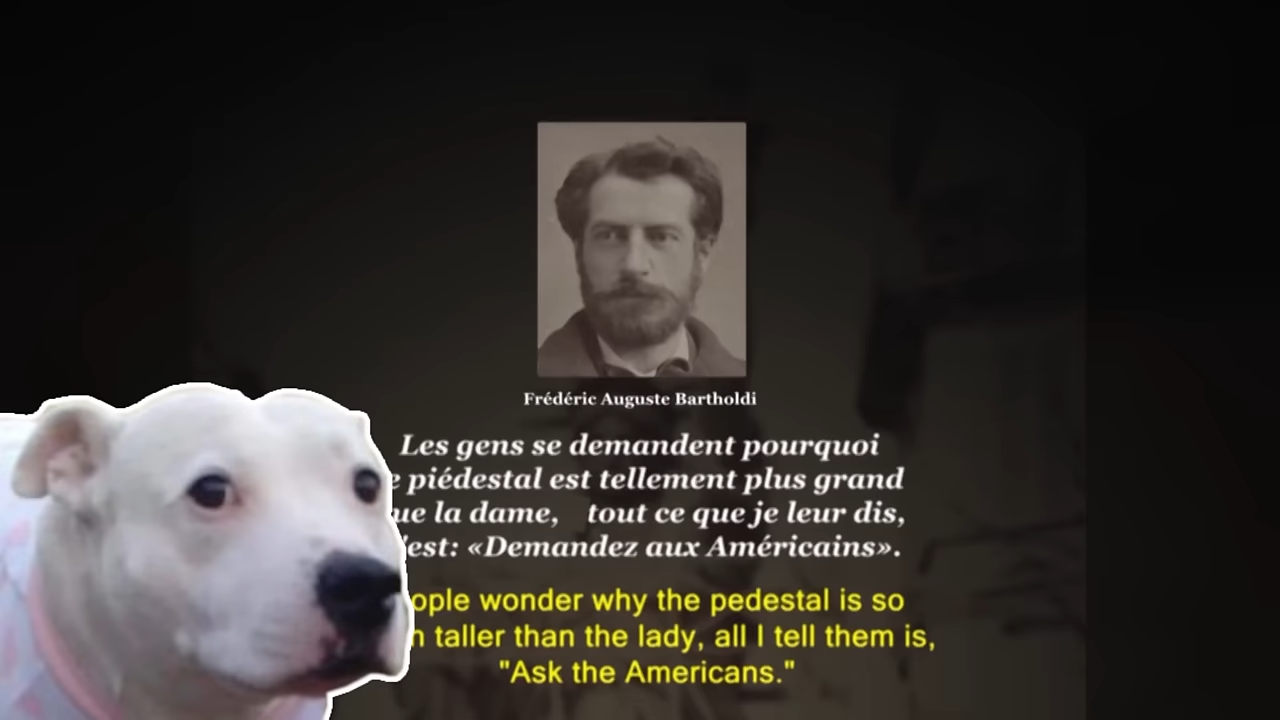 Frédéric Auguste Bartholdi
Les gens se demandent pourquoi
piédestal est tellement plus grand
la dame, tout ce que je leur dis,
«Demandez aux Américains».
wonder why the pedestal is so
taller than the lady, all I tell them is,
"Ask the Americans."